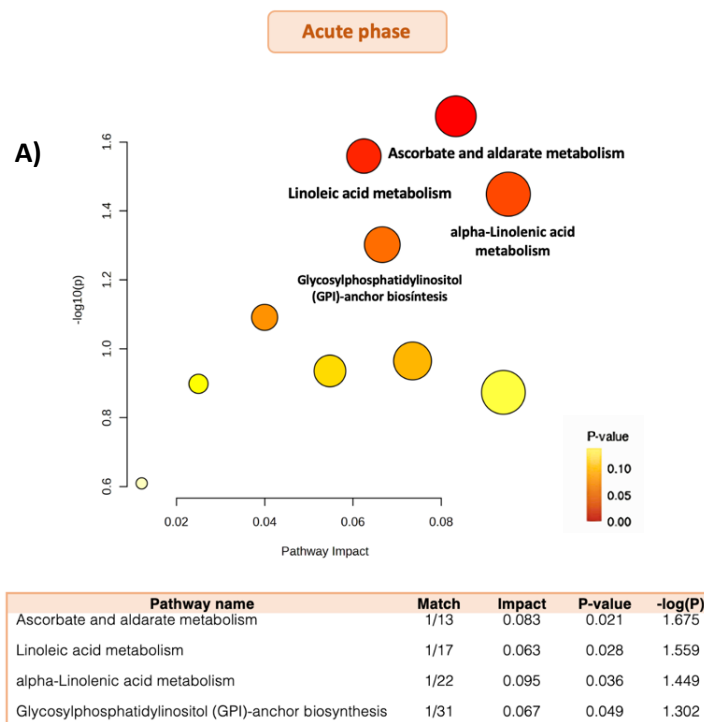 Acute phase
A)
1.6
1.4
1.2
1.0
0.8
0.6
-log10(p)
Ascorbate and aldarate metabolism
Linoleic acid metabolism
alpha-Linolenic acid
metabolism
Glycosylphosphatidylinositol
(GPI)-anchor biosíntesis
0.02 0.04 0.06 0.08
Pathway Impact
P-value
0.10
0.05
0.00
Pathway name Match Impact P-value -log(P)
Ascorbate and aldarate metabolism 1/13 0.083 0.021 1.675
Linoleic acid metabolism 1/17 0.063 0.028 1.559
alpha-Linolenic acid metabolism 1/22 0.095 0.036 1.449
Glycosylphosphatidylinositol (GPI)-anchor biosynthesis 1/31 0.067 0.049 1.302